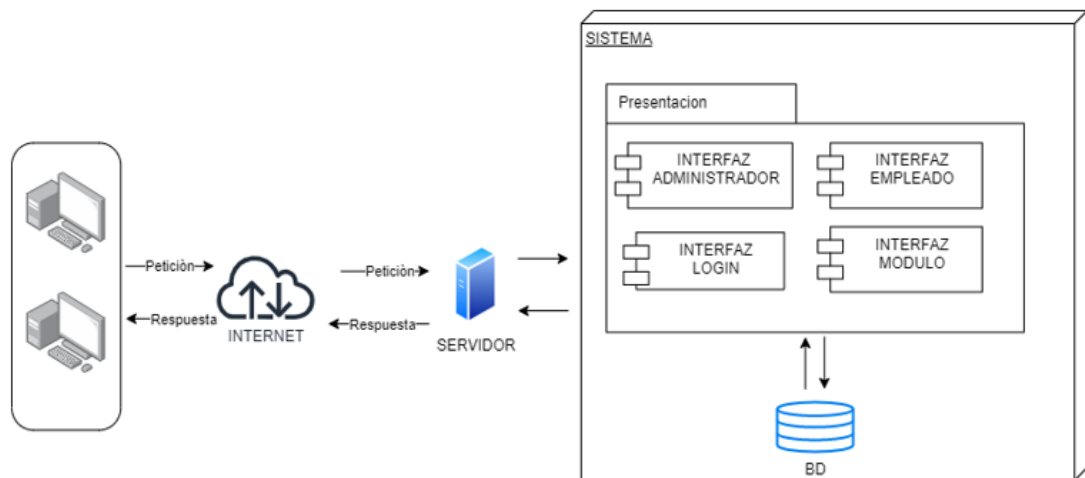 SISTEMA
Presentacion
INTERFAZ
ADMINISTRADOR
INTERFAZ
EMPLEADO
INTERFAZ
LOGIN
INTERFAZ
MODULO
Peticiòn
Respuesta
INTERNET
Peticiòn
Respuesta
SERVIDOR
BD